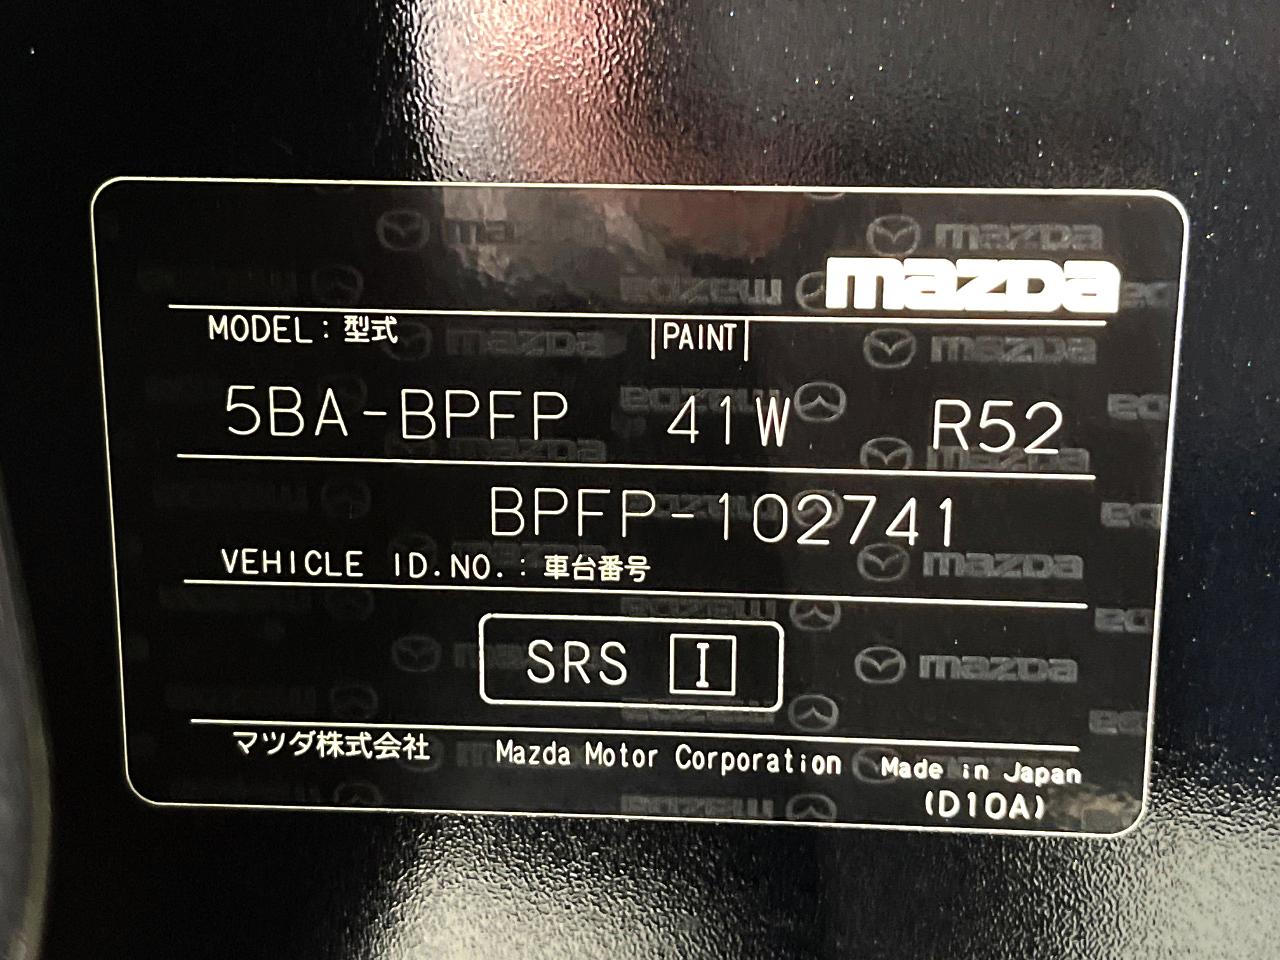 mazda
MODEL : 型式 PAINT
5BA-BPFP 41W R52
BPFP-102741
VEHICLE ID.NO. : 車台番号
SRS I
マツダ株式会社 Mazda Motor Corporation Made in Japan
(D10A)